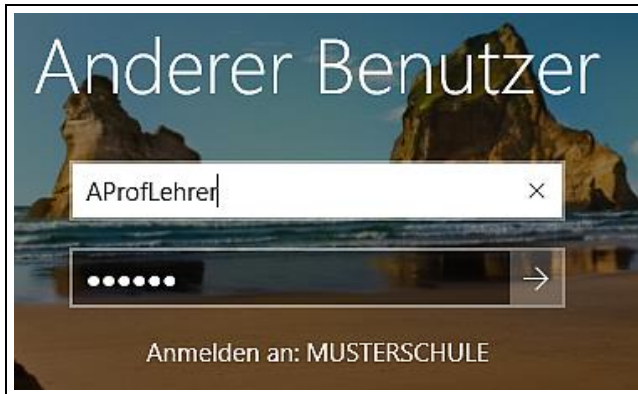 Anderer Benutzer
AProfLehrer
●●●●●●
Anmelden an: MUSTERSCHULE